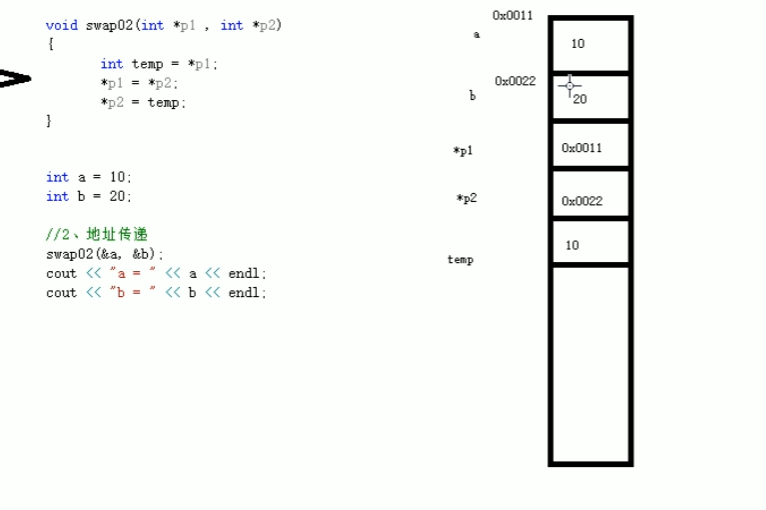 void swap02(int *p1 , int *p2)
{
int temp = *p1;
*p1 = *p2;
*p2 = temp;
}
int a = 10;
int b = 20;
//2、地址传递
swap02(&a, &b);
cout << "a = " << a << endl;
cout << "b = " << b << endl;
0x0011
a
10
0x0022
b
20
*p1
0x0011
*p2
0x0022
temp
10